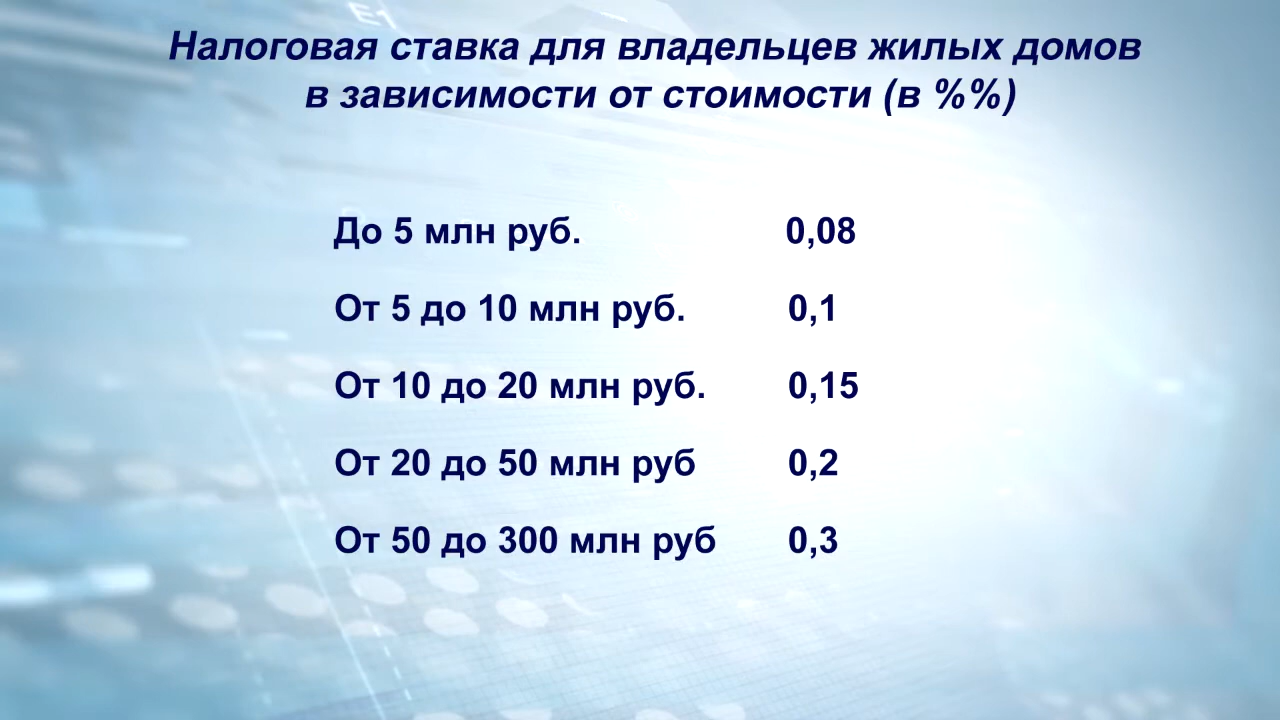 Налоговая ставка для владельцев жилых домов
в зависимости от стоимости (в %%)
До 5 млн руб. 0,08
От 5 до 10 млн руб. 0,1
От 10 до 20 млн руб. 0,15
От 20 до 50 млн руб 0,2
От 50 до 300 млн руб 0,3